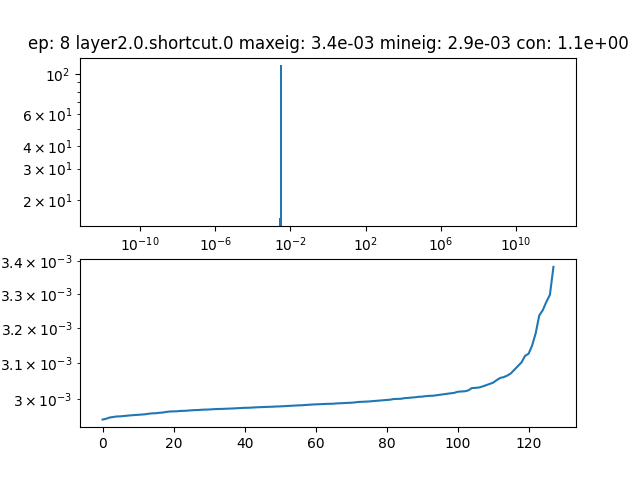 ep: 8 layer2.0.shortcut.0 maxeig: 3.4e-03 mineig: 2.9e-03 con: 1.1e+00
10²
6 × 10¹
4 × 10¹
3 × 10¹
2 × 10¹
10⁻¹⁰ 10⁻⁶ 10⁻² 10² 10⁶ 10¹⁰
3.4 × 10⁻³
3.3 × 10⁻³
3.2 × 10⁻³
3.1 × 10⁻³
3 × 10⁻³
0 20 40 60 80 100 120